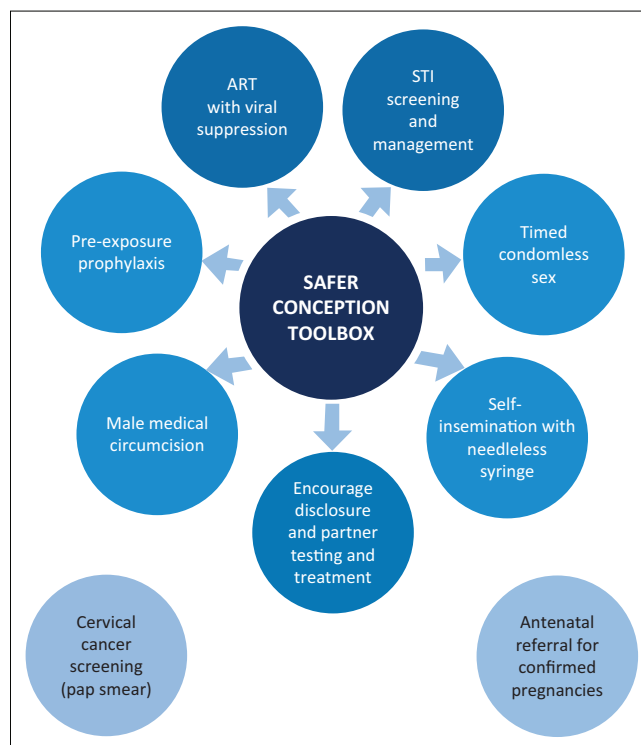 ART
with viral
suppression
STI
screening
and
management
Pre-exposure
prophylaxis
Timed
condomless
sex
SAFER
CONCEPTION
TOOLBOX
Male medical
circumcision
Self-
insemination with
needleless
syringe
Encourage
disclosure
and partner
testing and
treatment
Cervical
cancer
screening
(pap smear)
Antenatal
referral for
confirmed
pregnancies